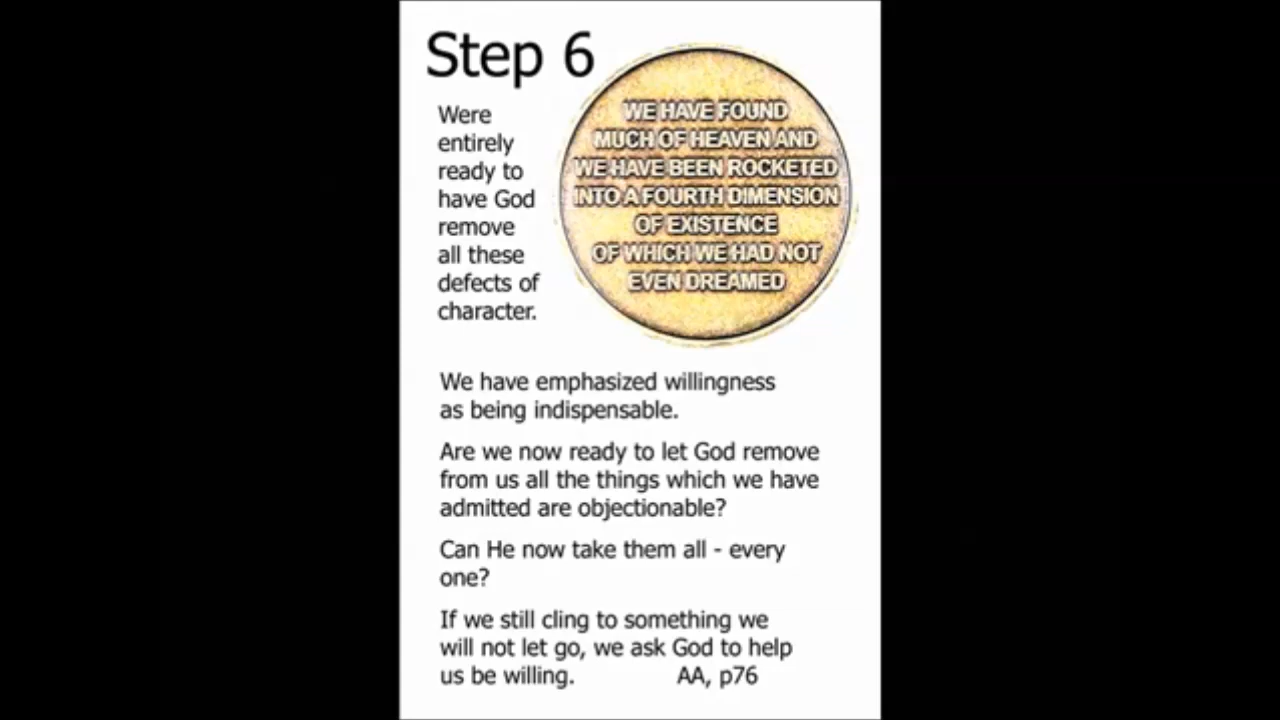 Step 6
Were
entirely
ready to
have God
remove
all these
defects of
character.
WE HAVE FOUND
MUCH OF HEAVEN AND
WE HAVE BEEN ROCKETED
INTO A FOURTH DIMENSION
OF EXISTENCE
OF WHICH WE HAD NOT
EVEN DREAMED
We have emphasized willingness
as being indispensable.
Are we now ready to let God remove
from us all the things which we have
admitted are objectionable?
Can He now take them all - every
one?
If we still cling to something we
will not let go, we ask God to help
us be willing. AA, p76